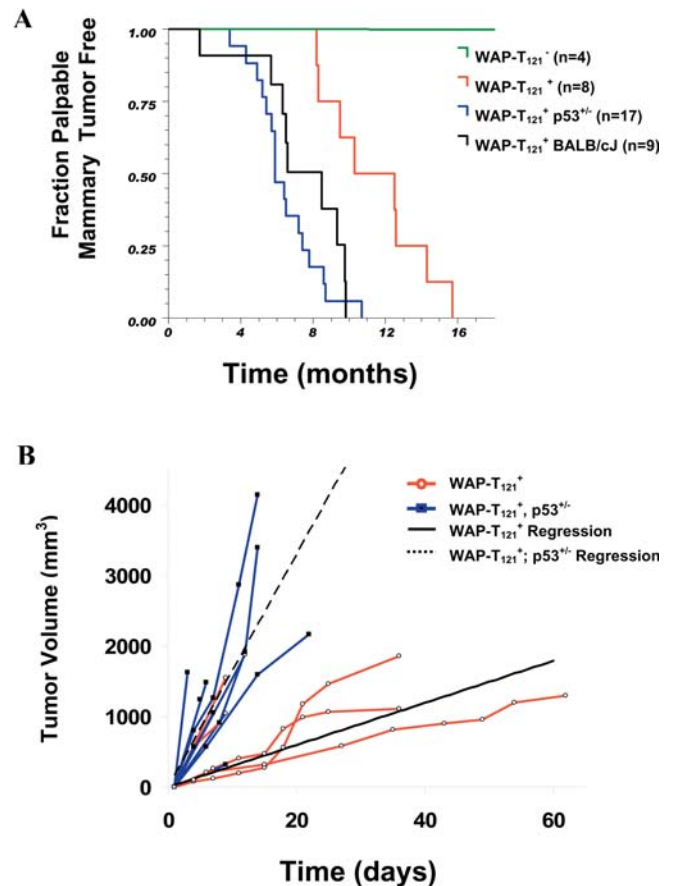 A
Fraction Palpable
Mammary Tumor Free
1.00
0.75
0.50
0.25
0.00
0 4 8 12 16
Time (months)
WAP-T₁₂₁⁻ (n=4)
WAP-T₁₂₁⁺ (n=8)
WAP-T₁₂₁⁺ p53⁺/⁻ (n=17)
WAP-T₁₂₁⁺ BALB/cJ (n=9)
B
Tumor Volume (mm³)
4000
3000
2000
1000
0
0 20 40 60
Time (days)
WAP-T₁₂₁⁺
WAP-T₁₂₁⁺, p53⁺/⁻
WAP-T₁₂₁⁺ Regression
WAP-T₁₂₁⁺; p53⁺/⁻ Regression